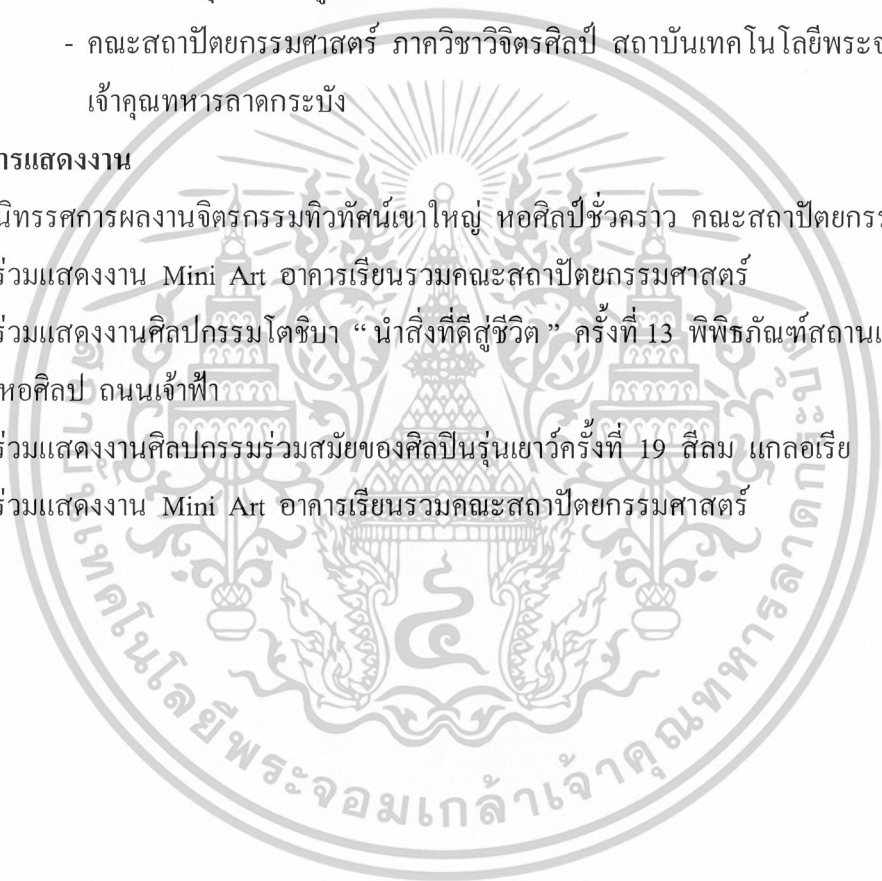 - คณะสถาปัตยกรรมศาสตร์ ภาควิชาวิจิตรศิลป์ สถาบันเทคโนโลยีพระจ
เจ้าคุณทหารลาดกระบัง
ารแสดงงาน
นิทรรศการผลงานจิตรกรรมทิวทัศน์เขาใหญ่ หอศิลป์ชั่วคราว คณะสถาปัตยกรร
ร่วมแสดงงาน Mini Art อาคารเรียนรวมคณะสถาปัตยกรรมศาสตร์
ร่วมแสดงงานศิลปกรรมโตชิบา “ นำสิ่งที่ดีสู่ชีวิต ” ครั้งที่ 13 พิพิธภัณฑ์สถานแ
หอศิลป ถนนเจ้าฟ้า
ร่วมแสดงงานศิลปกรรมร่วมสมัยของศิลปินรุ่นเยาว์ครั้งที่ 19 สีลม แกลอเรีย
ร่วมแสดงงาน Mini Art อาคารเรียนรวมคณะสถาปัตยกรรมศาสตร์
สถาบันเทคโนโลยีพระจอมเกล้าเจ้าคุณทหารลาดกระบัง